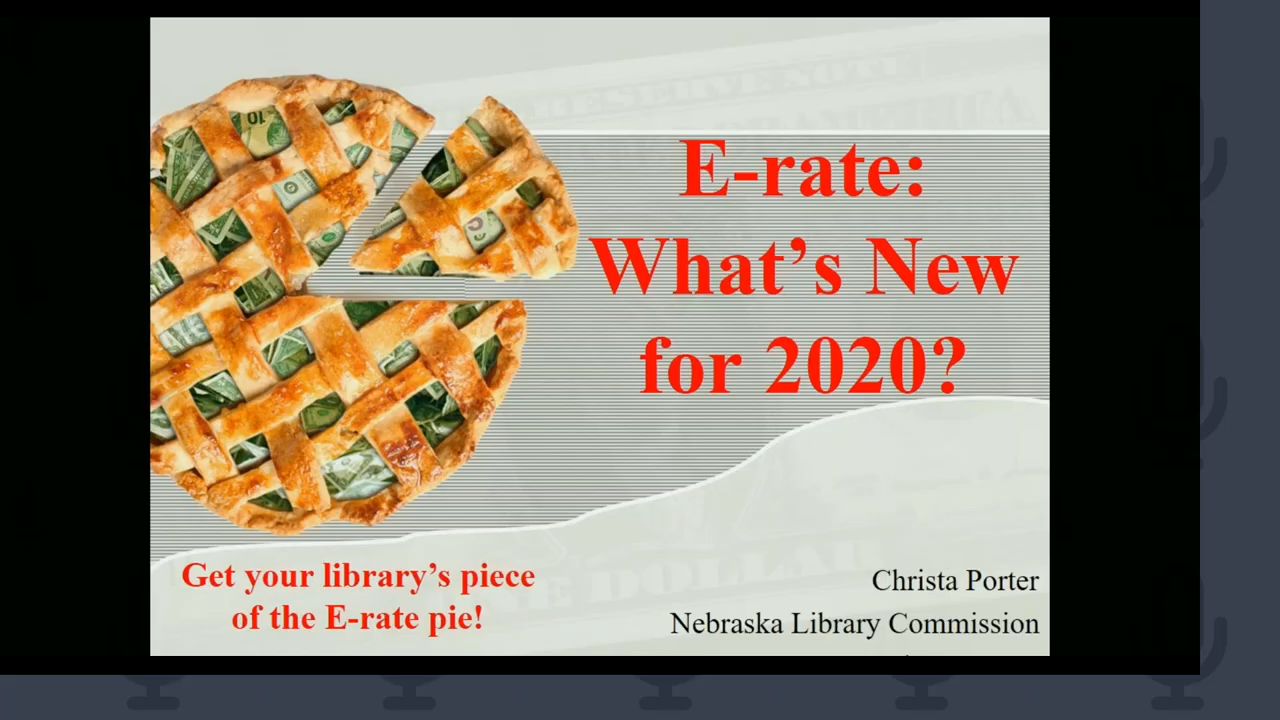 E-rate:
What's New
for 2020?
Get your library's piece
of the E-rate pie!
Christa Porter
Nebraska Library Commission